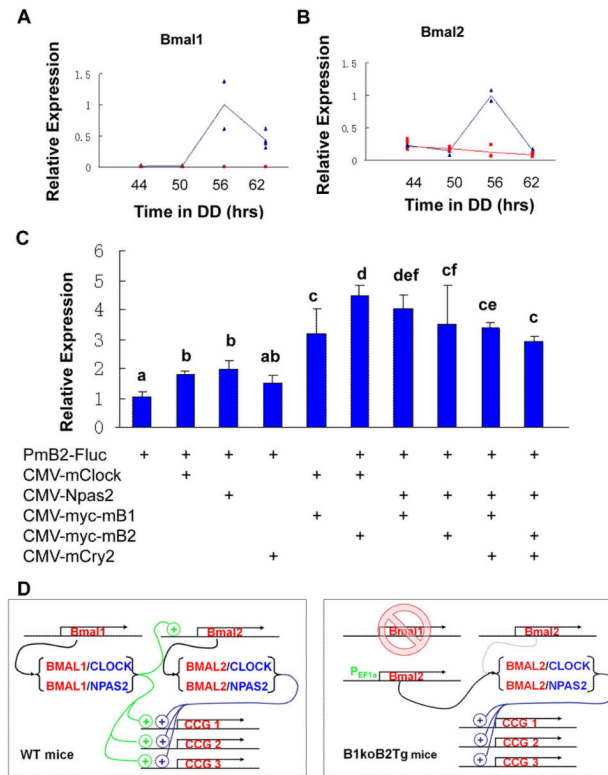 A
Bmal1
Relative Expression
1.5
1
0.5
0
44 50 56 62
Time in DD (hrs)
B
Bmal2
Relative Expression
1.5
1
0.5
0
44 50 56 62
Time in DD (hrs)
C
Relative Expression
6
5
4
3
2
1
0
a b b ab c d def cf ce c
PmB2-Fluc + + + + + + + + +
CMV-mClock + + +
CMV-Npas2 + + + + +
CMV-myc-mB1 + + +
CMV-myc-mB2 + + +
CMV-mCry2 + + +
D
Bmal1
+
Bmal2
BMAL1/CLOCK
BMAL1/NPAS2
BMAL2/CLOCK
BMAL2/NPAS2
+ + CCG 1
+ + CCG 2
+ + CCG 3
WT mice
Bmal1
Bmal2
PEF1a
Bmal2
BMAL2/CLOCK
BMAL2/NPAS2
+ CCG 1
+ CCG 2
+ CCG 3
B1koB2Tg mice